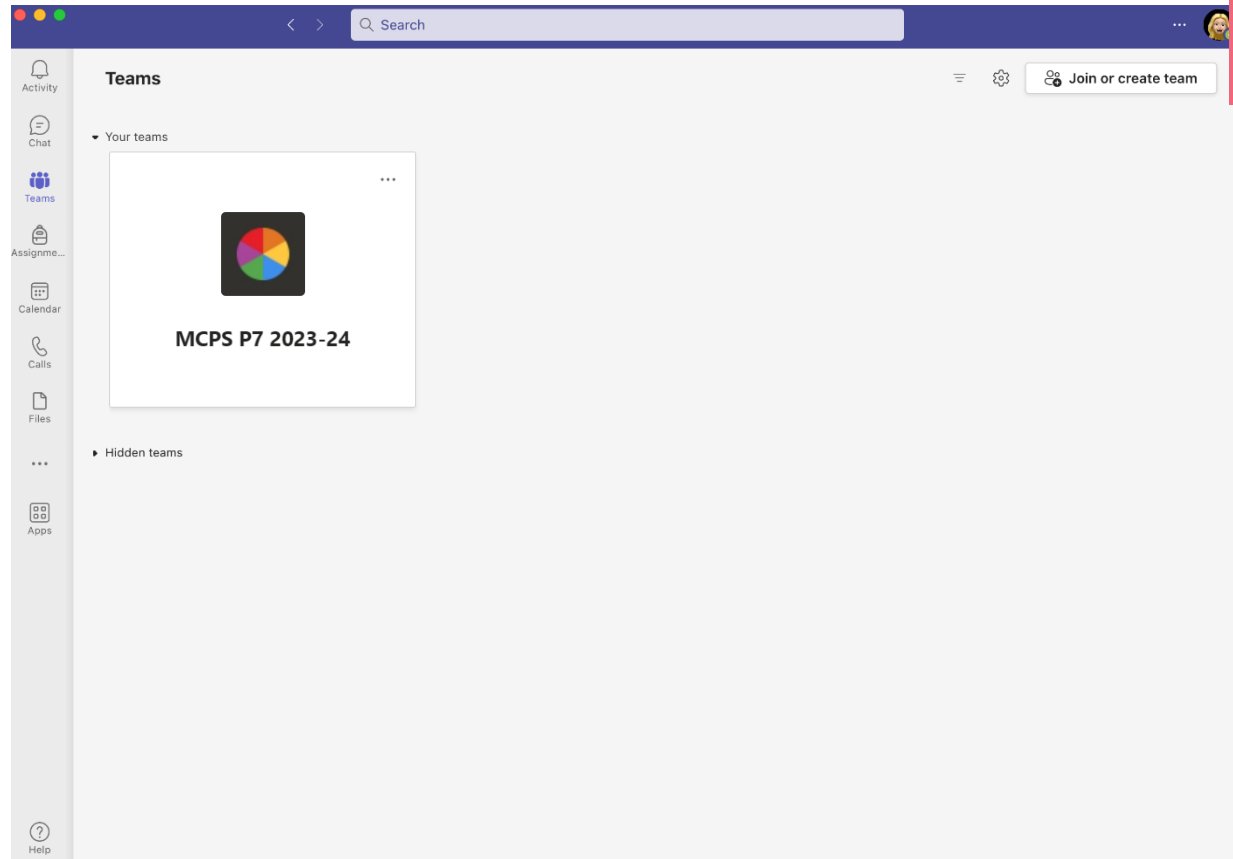 Search
Activity
Chat
Teams
Assignme...
Calendar
Calls
Files
Apps
Help
Teams
Join or create team
Your teams
MCPS P7 2023-24
Hidden teams